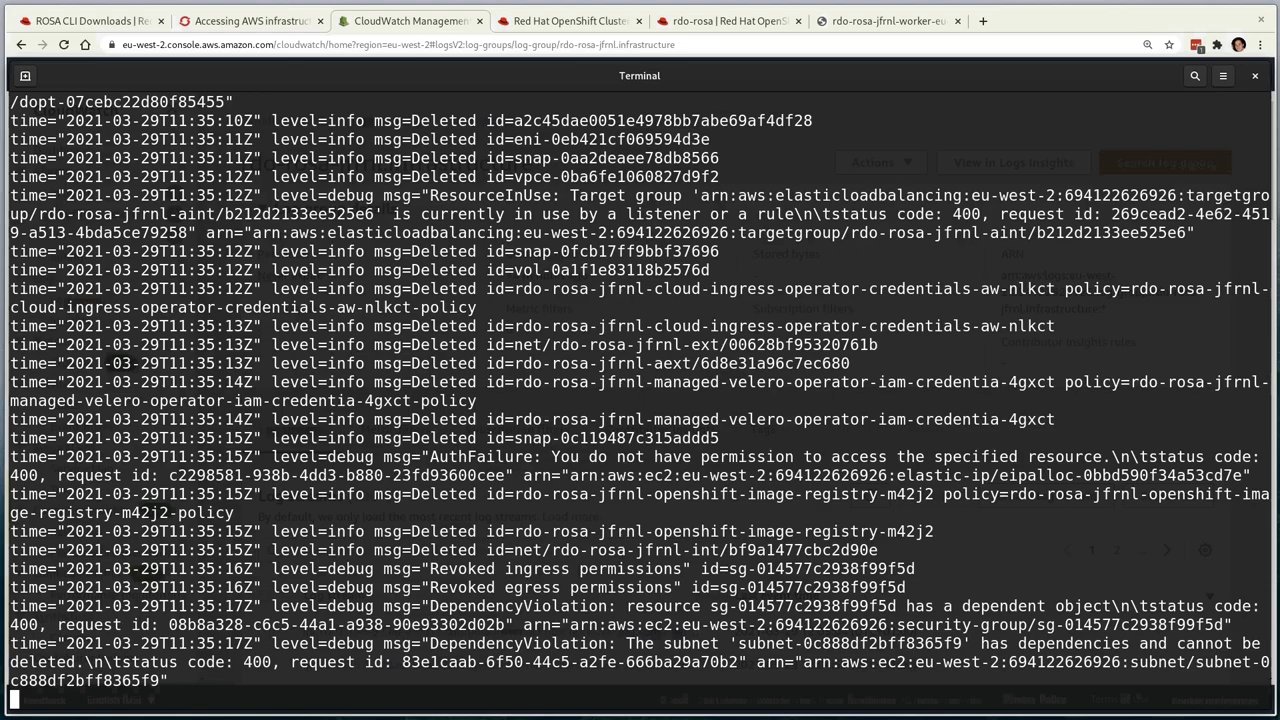 ROSA CLI Downloads | Rec
Accessing AWS infrastruc
CloudWatch Management
Red Hat OpenShift Cluster
rdo-rosa | Red Hat OpenSh
rdo-rosa-jfrnl-worker-eu
eu-west-2.console.aws.amazon.com/cloudwatch/home?region=eu-west-2#logsV2:log-groups/log-group/rdo-rosa-jfrnl.infrastructure
Terminal
/dopt-07cebc22d80f85455"
time="2021-03-29T11:35:10Z" level=info msg=Deleted id=a2c45dae0051e4978bb7abe69af4df28
time="2021-03-29T11:35:11Z" level=info msg=Deleted id=eni-0eb421cf069594d3e
time="2021-03-29T11:35:11Z" level=info msg=Deleted id=snap-0aa2deeee78db8566
time="2021-03-29T11:35:12Z" level=info msg=Deleted id=vpce-0ba6fe1060827d9f2
time="2021-03-29T11:35:12Z" level=debug msg="ResourceInUse: Target group 'arn:aws:elasticloadbalancing:eu-west-2:694122626926:targetgro
up/rdo-rosa-jfrnl-aint/b212d2133ee525e6' is currently in use by a listener or a rule\n\tstatus code: 400, request id: 269cead2-4e62-451
9-a513-4bda5ce79258" arn="arn:aws:elasticloadbalancing:eu-west-2:694122626926:targetgroup/rdo-rosa-jfrnl-aint/b212d2133ee525e6"
time="2021-03-29T11:35:12Z" level=info msg=Deleted id=snap-0fcb17ff9bbf37696
time="2021-03-29T11:35:12Z" level=info msg=Deleted id=vol-0a1f1e83118b2576d
time="2021-03-29T11:35:12Z" level=info msg=Deleted id=rdo-rosa-jfrnl-cloud-ingress-operator-credentials-aw-nlkct policy=rdo-rosa-jfrnl-
cloud-ingress-operator-credentials-aw-nlkct-policy
time="2021-03-29T11:35:13Z" level=info msg=Deleted id=rdo-rosa-jfrnl-cloud-ingress-operator-credentials-aw-nlkct
time="2021-03-29T11:35:13Z" level=info msg=Deleted id=net/rdo-rosa-jfrnl-ext/00628bf95320761b
time="2021-03-29T11:35:13Z" level=info msg=Deleted id=rdo-rosa-jfrnl-aext/6d8e31a96c7ec680
time="2021-03-29T11:35:14Z" level=info msg=Deleted id=rdo-rosa-jfrnl-managed-velero-operator-iam-credentia-4gxct policy=rdo-rosa-jfrnl-
managed-velero-operator-iam-credentia-4gxct-policy
time="2021-03-29T11:35:14Z" level=info msg=Deleted id=rdo-rosa-jfrnl-managed-velero-operator-iam-credentia-4gxct
time="2021-03-29T11:35:14Z" level=info msg=Deleted id=snap-0c119487c315addd5
time="2021-03-29T11:35:15Z" level=debug msg="AuthFailure: You do not have permission to access the specified resource.\n\tstatus code: 
400, request id: c2298581-938b-4dd3-b880-23fd93600cee" arn="arn:aws:ec2:eu-west-2:694122626926:elastic-ip/eipalloc-0bbd590f34a53cd7e"
time="2021-03-29T11:35:15Z" level=info msg=Deleted id=rdo-rosa-jfrnl-openshift-image-registry-m42j2 policy=rdo-rosa-jfrnl-openshift-ima
ge-registry-m42j2-policy
time="2021-03-29T11:35:15Z" level=info msg=Deleted id=rdo-rosa-jfrnl-openshift-image-registry-m42j2
time="2021-03-29T11:35:15Z" level=info msg=Deleted id=net/rdo-rosa-jfrnl-int/bf9a1477cbc2d90e
time="2021-03-29T11:35:16Z" level=debug msg="Revoked ingress permissions" id=sg-014577c2938f99f5d
time="2021-03-29T11:35:16Z" level=debug msg="Revoked egress permissions" id=sg-014577c2938f99f5d
time="2021-03-29T11:35:17Z" level=debug msg="DependencyViolation: resource sg-014577c2938f99f5d has a dependent object\n\tstatus code: 
400, request id: 08b8a328-c6c5-44a1-a938-90e93302d02b" arn="arn:aws:ec2:eu-west-2:694122626926:security-group/sg-014577c2938f99f5d"
time="2021-03-29T11:35:17Z" level=debug msg="DependencyViolation: The subnet 'subnet-0c888df2bff8365f9' has dependencies and cannot be 
deleted.\n\tstatus code: 400, request id: 83e1caab-6f50-44c5-a2fe-666ba29a70b2" arn="arn:aws:ec2:eu-west-2:694122626926:subnet/subnet-0
c888df2bff8365f9"